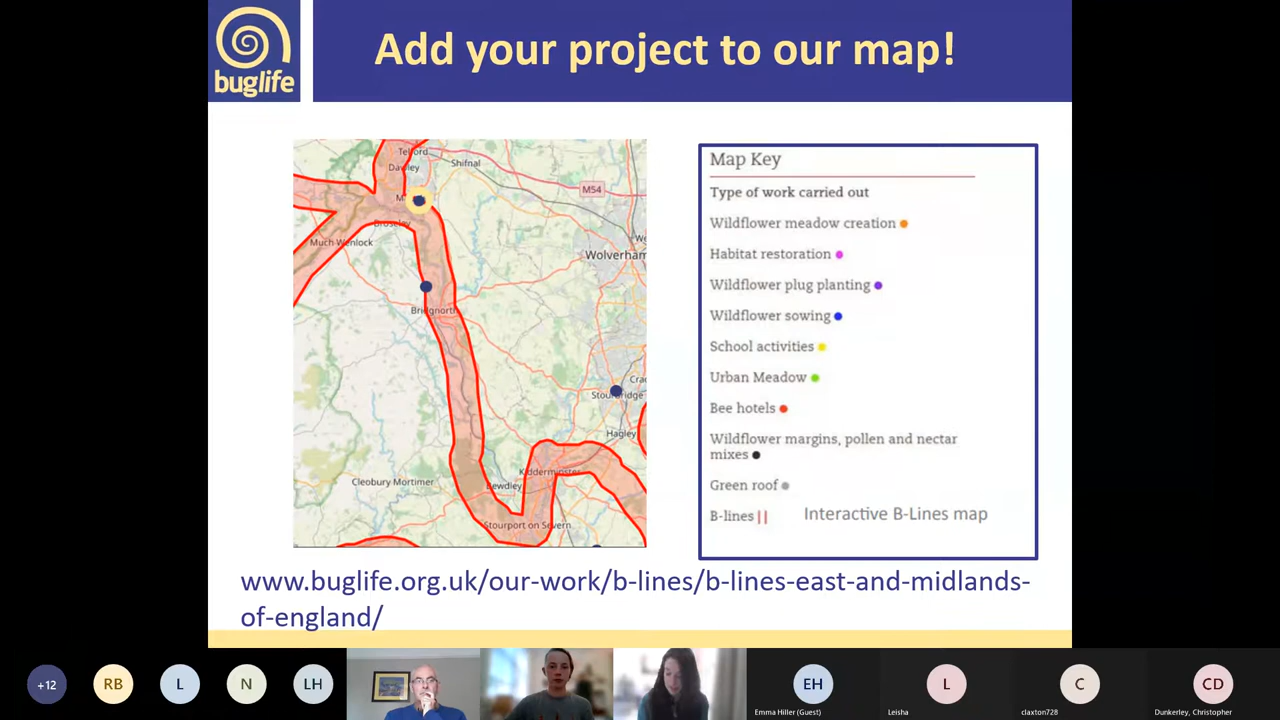 buglife
Add your project to our map!
Telford
Dawley
Shifnal
M54
Broseley
Much Wenlock
Wolverham
Bridgnorth
Cra
Stourbridge
Hagley
Kidderminster
Cleobury Mortimer
Bewdley
Stourport on Severn
Map Key
Type of work carried out
Wildflower meadow creation
Habitat restoration
Wildflower plug planting
Wildflower sowing
School activities
Urban Meadow
Bee hotels
Wildflower margins, pollen and nectar
mixes
Green roof
B-lines Interactive B-Lines map
www.buglife.org.uk/our-work/b-lines/b-lines-east-and-midlands-
of-england/
+12 RB L N LH EH L C CD
Emma Hiller (Guest) Leisha claxton728 Dunkerley, Christopher